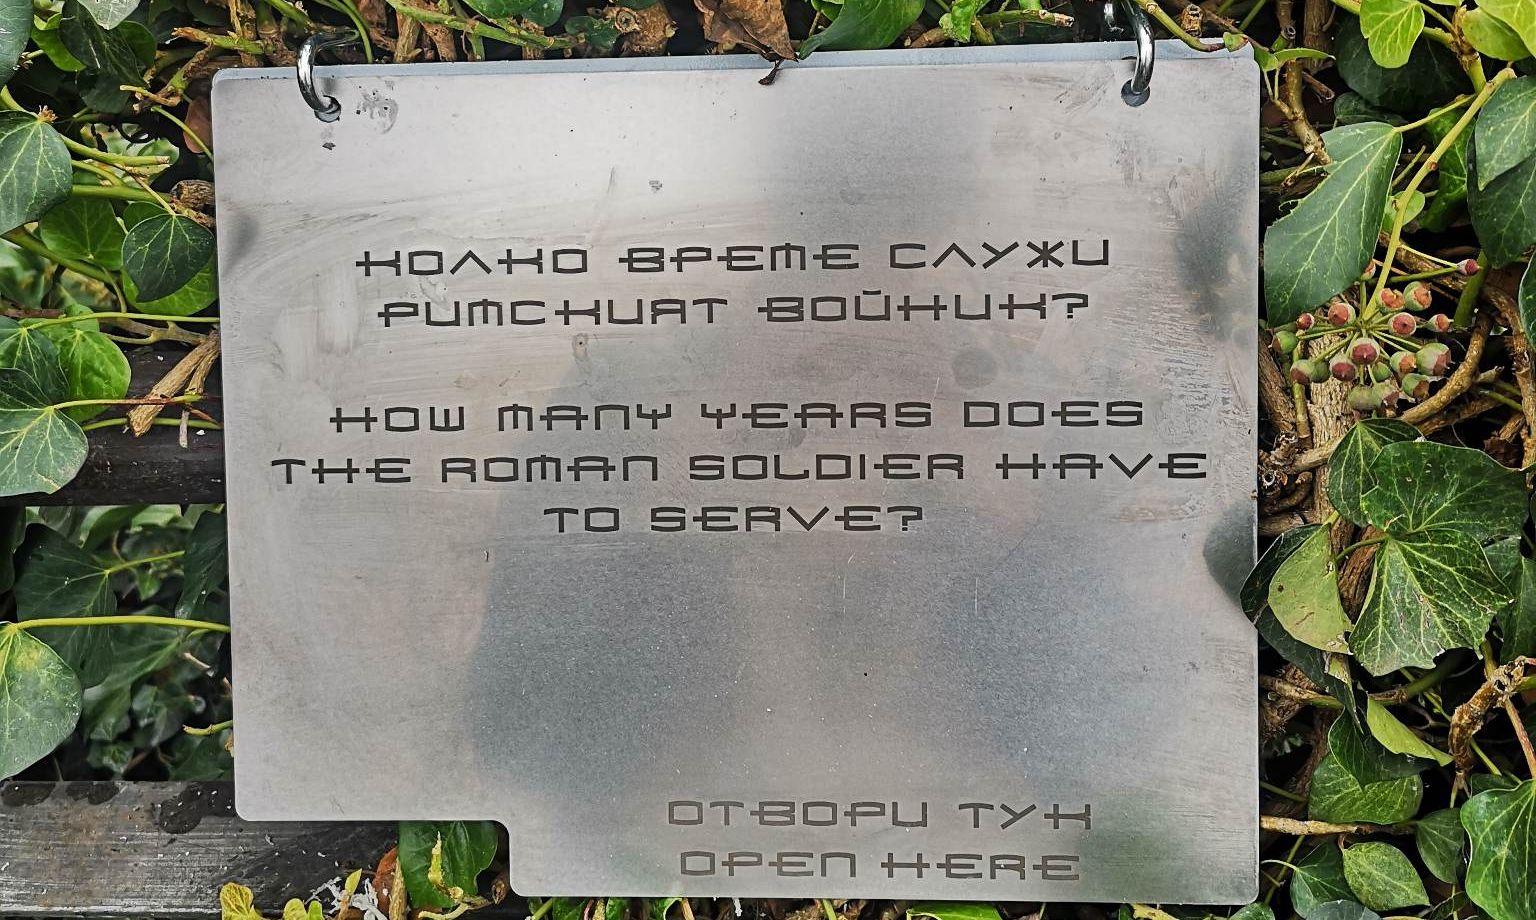 КОЛКО ВРЕМЕ СЛУЖИ
РИМСКИЯТ ВОЙНИК?
HOW MANY YEARS DOES
THE ROMAN SOLDIER HAVE
TO SERVE?
ОТВОРИ ТУК
OPEN HERE